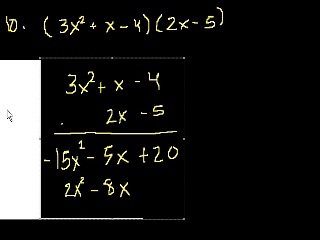 10. (3x² + x - 4)(2x - 5)
3x² + x - 4
. 2x - 5
-15x² - 5x + 20
2x² - 8x